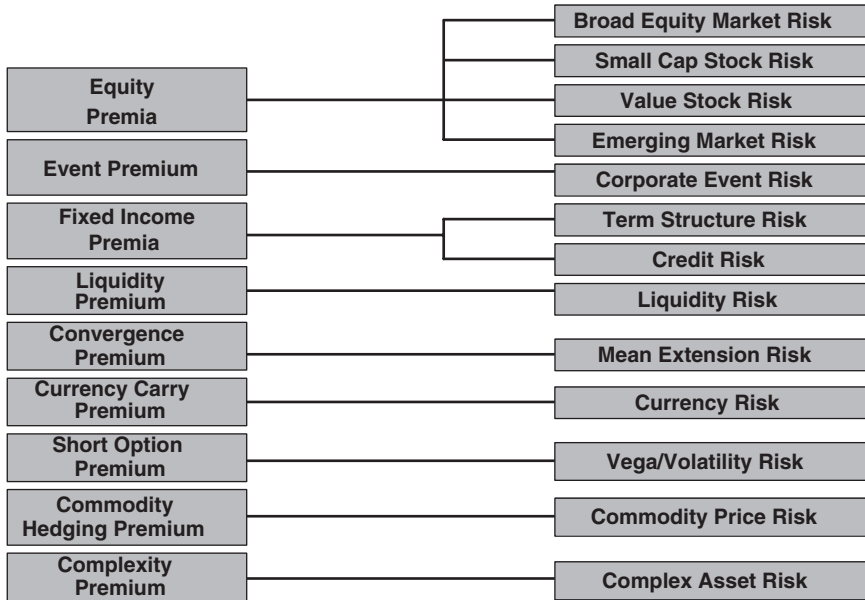 Broad Equity Market Risk
Small Cap Stock Risk
Equity
Premia
Value Stock Risk
Emerging Market Risk
Event Premium
Corporate Event Risk
Fixed Income
Premia
Term Structure Risk
Credit Risk
Liquidity
Premium
Liquidity Risk
Convergence
Premium
Mean Extension Risk
Currency Carry
Premium
Currency Risk
Short Option
Premium
Vega/Volatility Risk
Commodity
Hedging Premium
Commodity Price Risk
Complexity
Premium
Complex Asset Risk